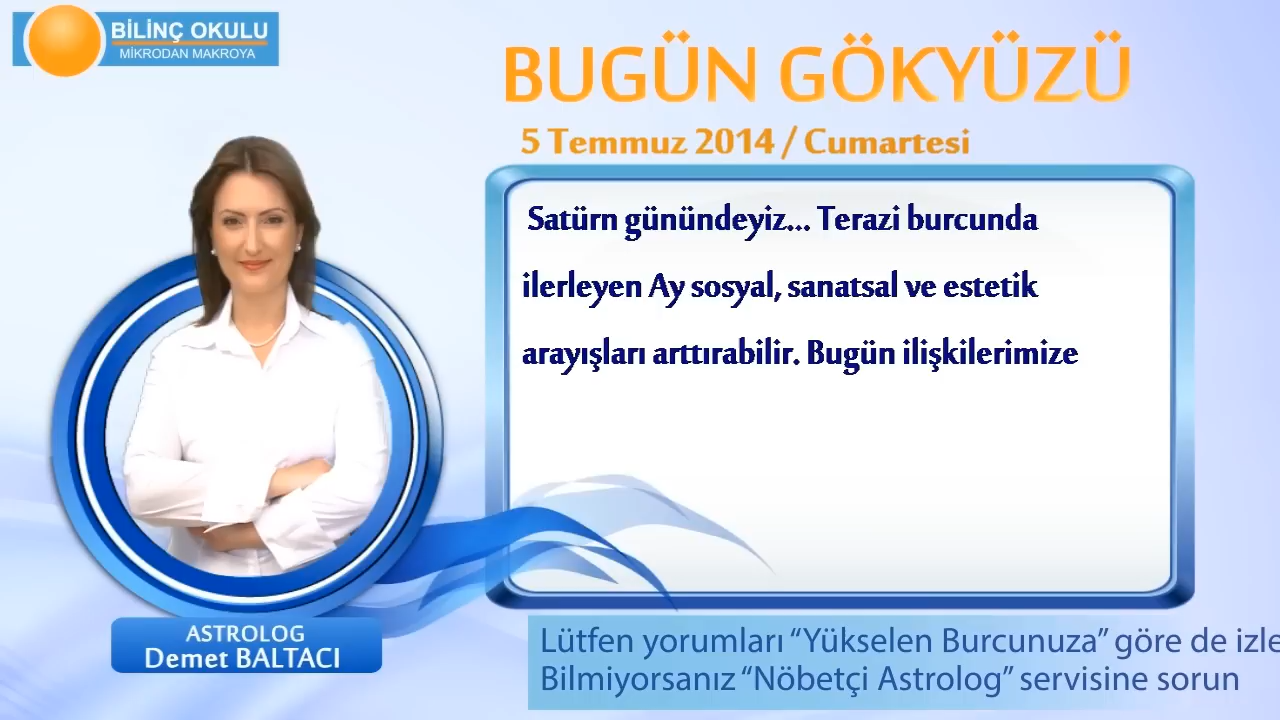 BİLİNÇ OKULU
MİKRODAN MAKROYA
BUGÜN GÖKYÜZÜ
5 Temmuz 2014 / Cumartesi
Satürn günündeyiz... Terazi burcunda
ilerleyen Ay sosyal, sanatsal ve estetik
arayışları arttırabilir. Bugün ilişkilerimize
ASTROLOG
Demet BALTACI
Lütfen yorumları “Yükselen Burcunuza” göre de izle
Bilmiyorsanız “Nöbetçi Astrolog” servisine sorun